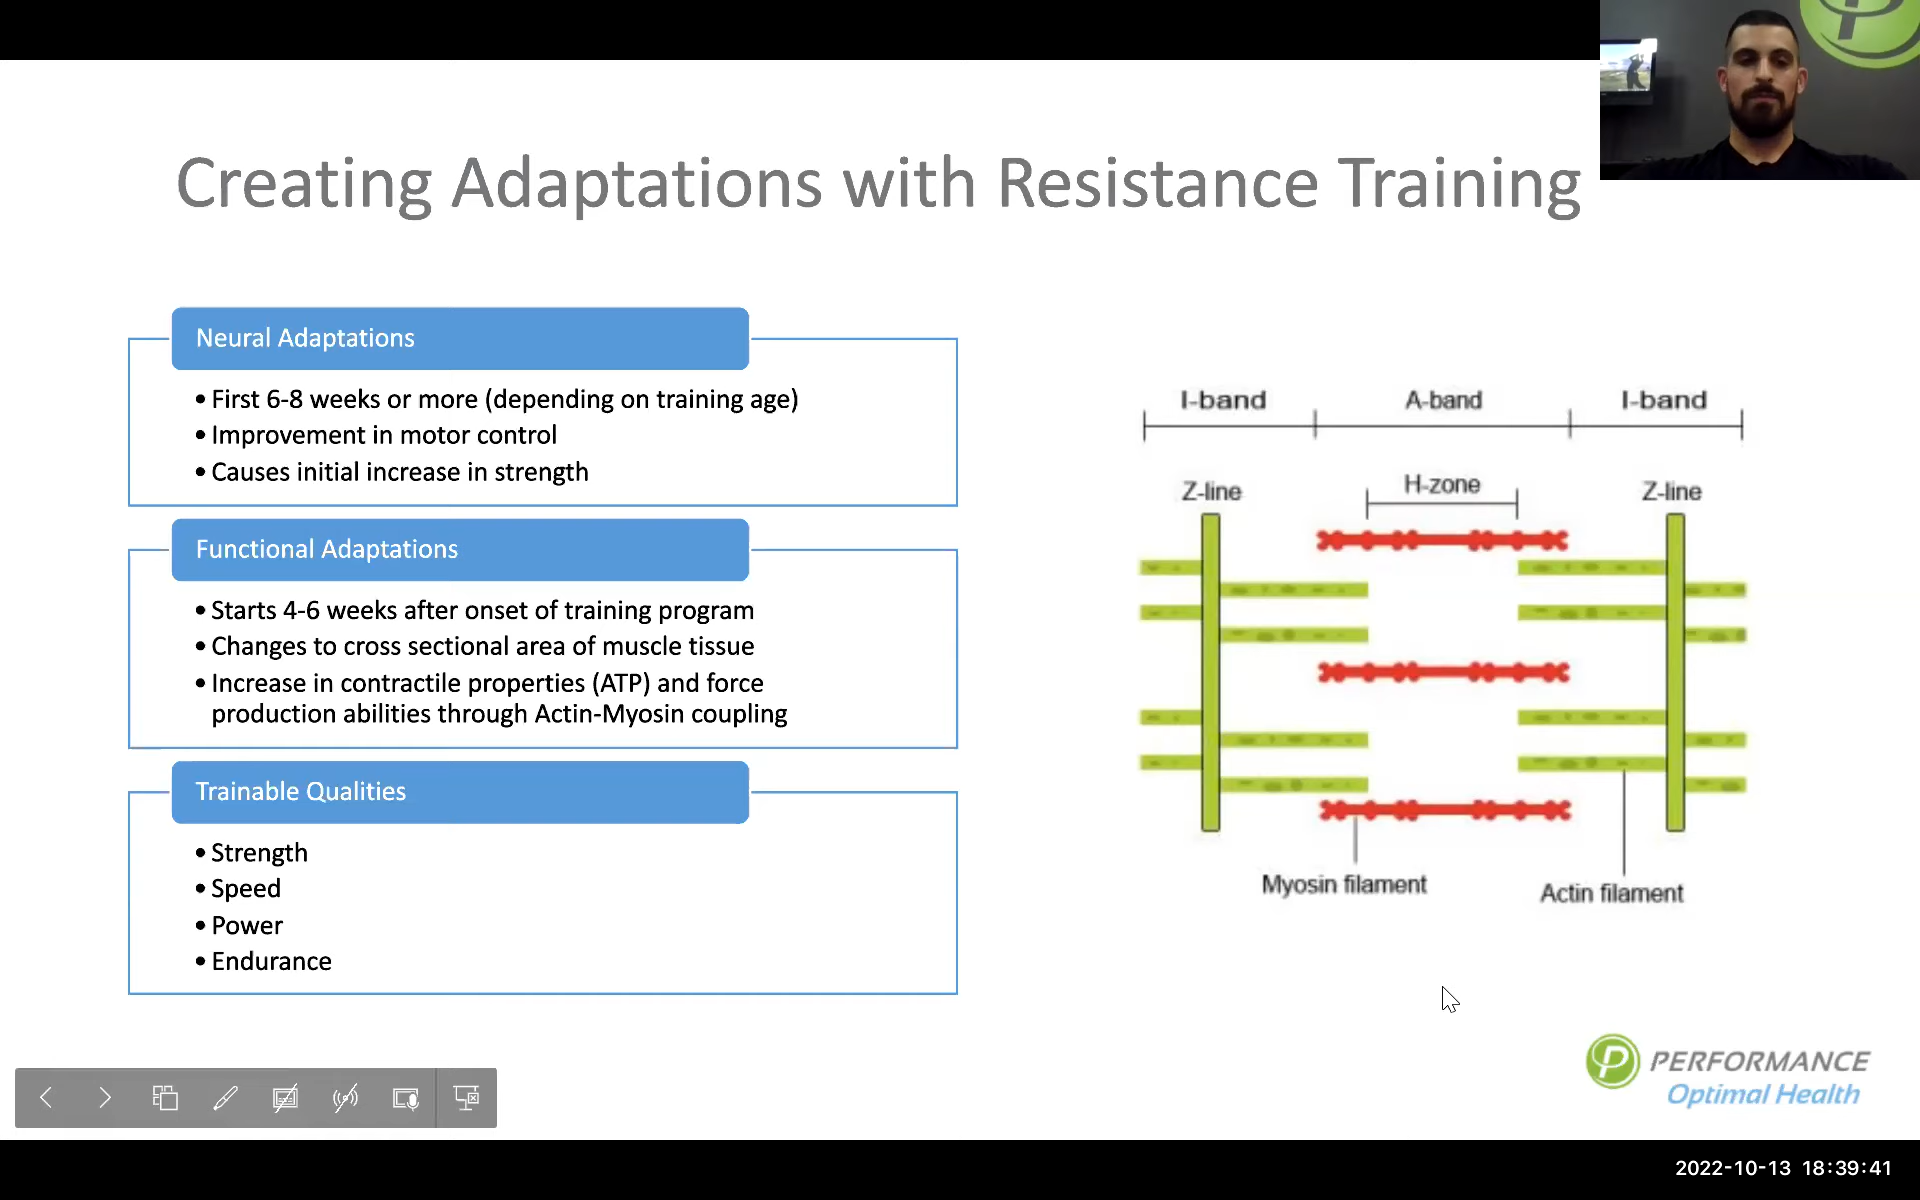 Creating Adaptations with Resistance Training
Neural Adaptations
• First 6-8 weeks or more (depending on training age)
• Improvement in motor control
• Causes initial increase in strength
Functional Adaptations
• Starts 4-6 weeks after onset of training program
• Changes to cross sectional area of muscle tissue
• Increase in contractile properties (ATP) and force
production abilities through Actin-Myosin coupling
Trainable Qualities
• Strength
• Speed
• Power
• Endurance
I-band A-band I-band
Z-line H-zone Z-line
Myosin filament
Actin filament
P PERFORMANCE
Optimal Health
2022-10-13 18:39:41